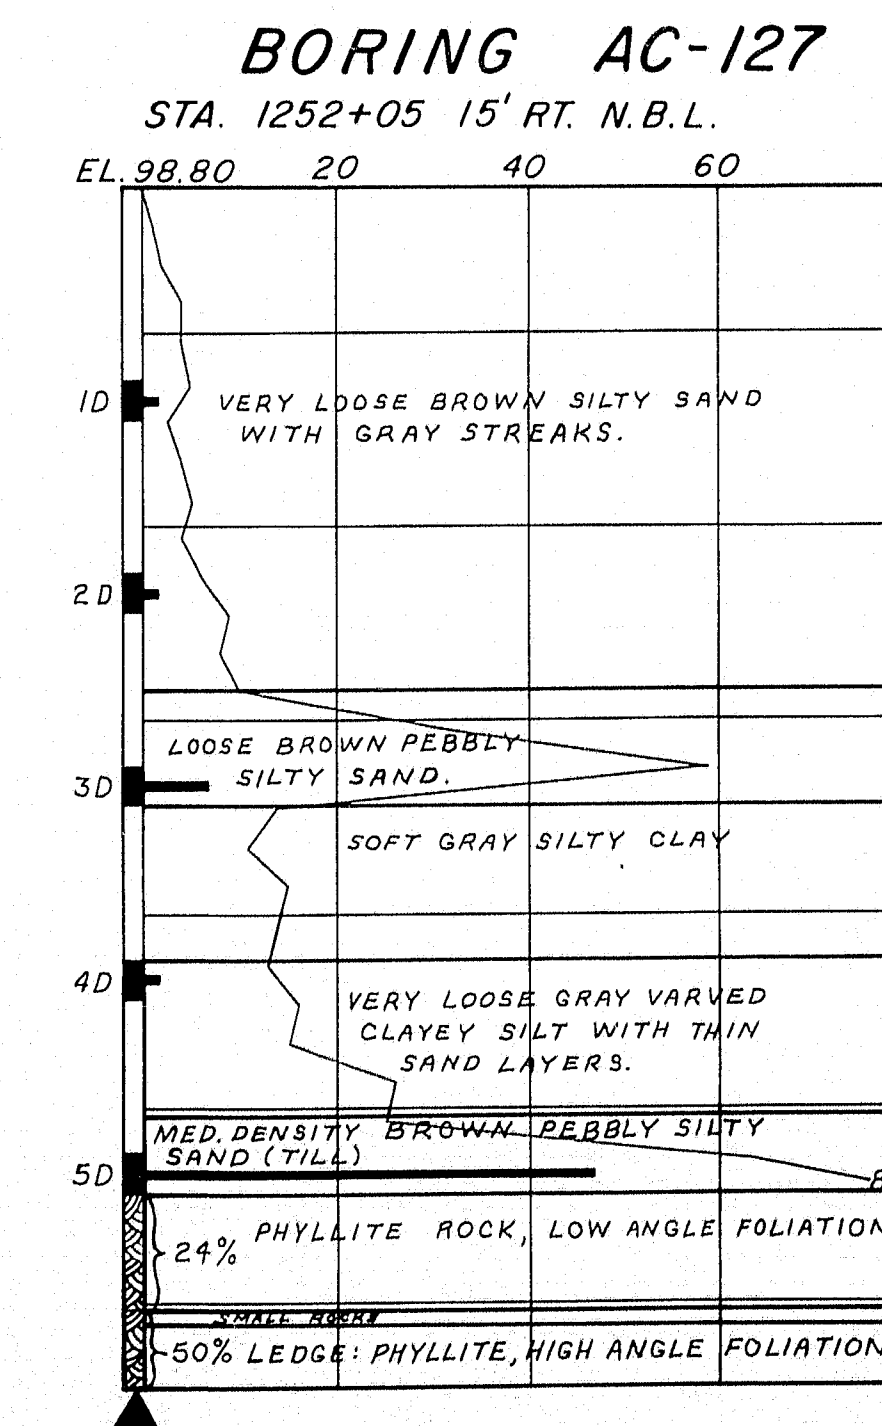 BORING AC-127
STA. 1252+05 15' RT. N.B.L.
EL. 98.80 20 40 60
1D
VERY LOOSE BROWN SILTY SAND
WITH GRAY STREAKS.
2D
LOOSE BROWN PEBBLY
SILTY SAND.
3D
SOFT GRAY SILTY CLAY
4D
VERY LOOSE GRAY VARVED
CLAYEY SILT WITH THIN
SAND LAYERS.
MED. DENSITY BROWN PEBBLY SILTY
SAND (TILL)
5D
PHYLLITE ROCK, LOW ANGLE FOLIATION
24%
SMALL ROCKS
50% LEDGE: PHYLLITE, HIGH ANGLE FOLIATION